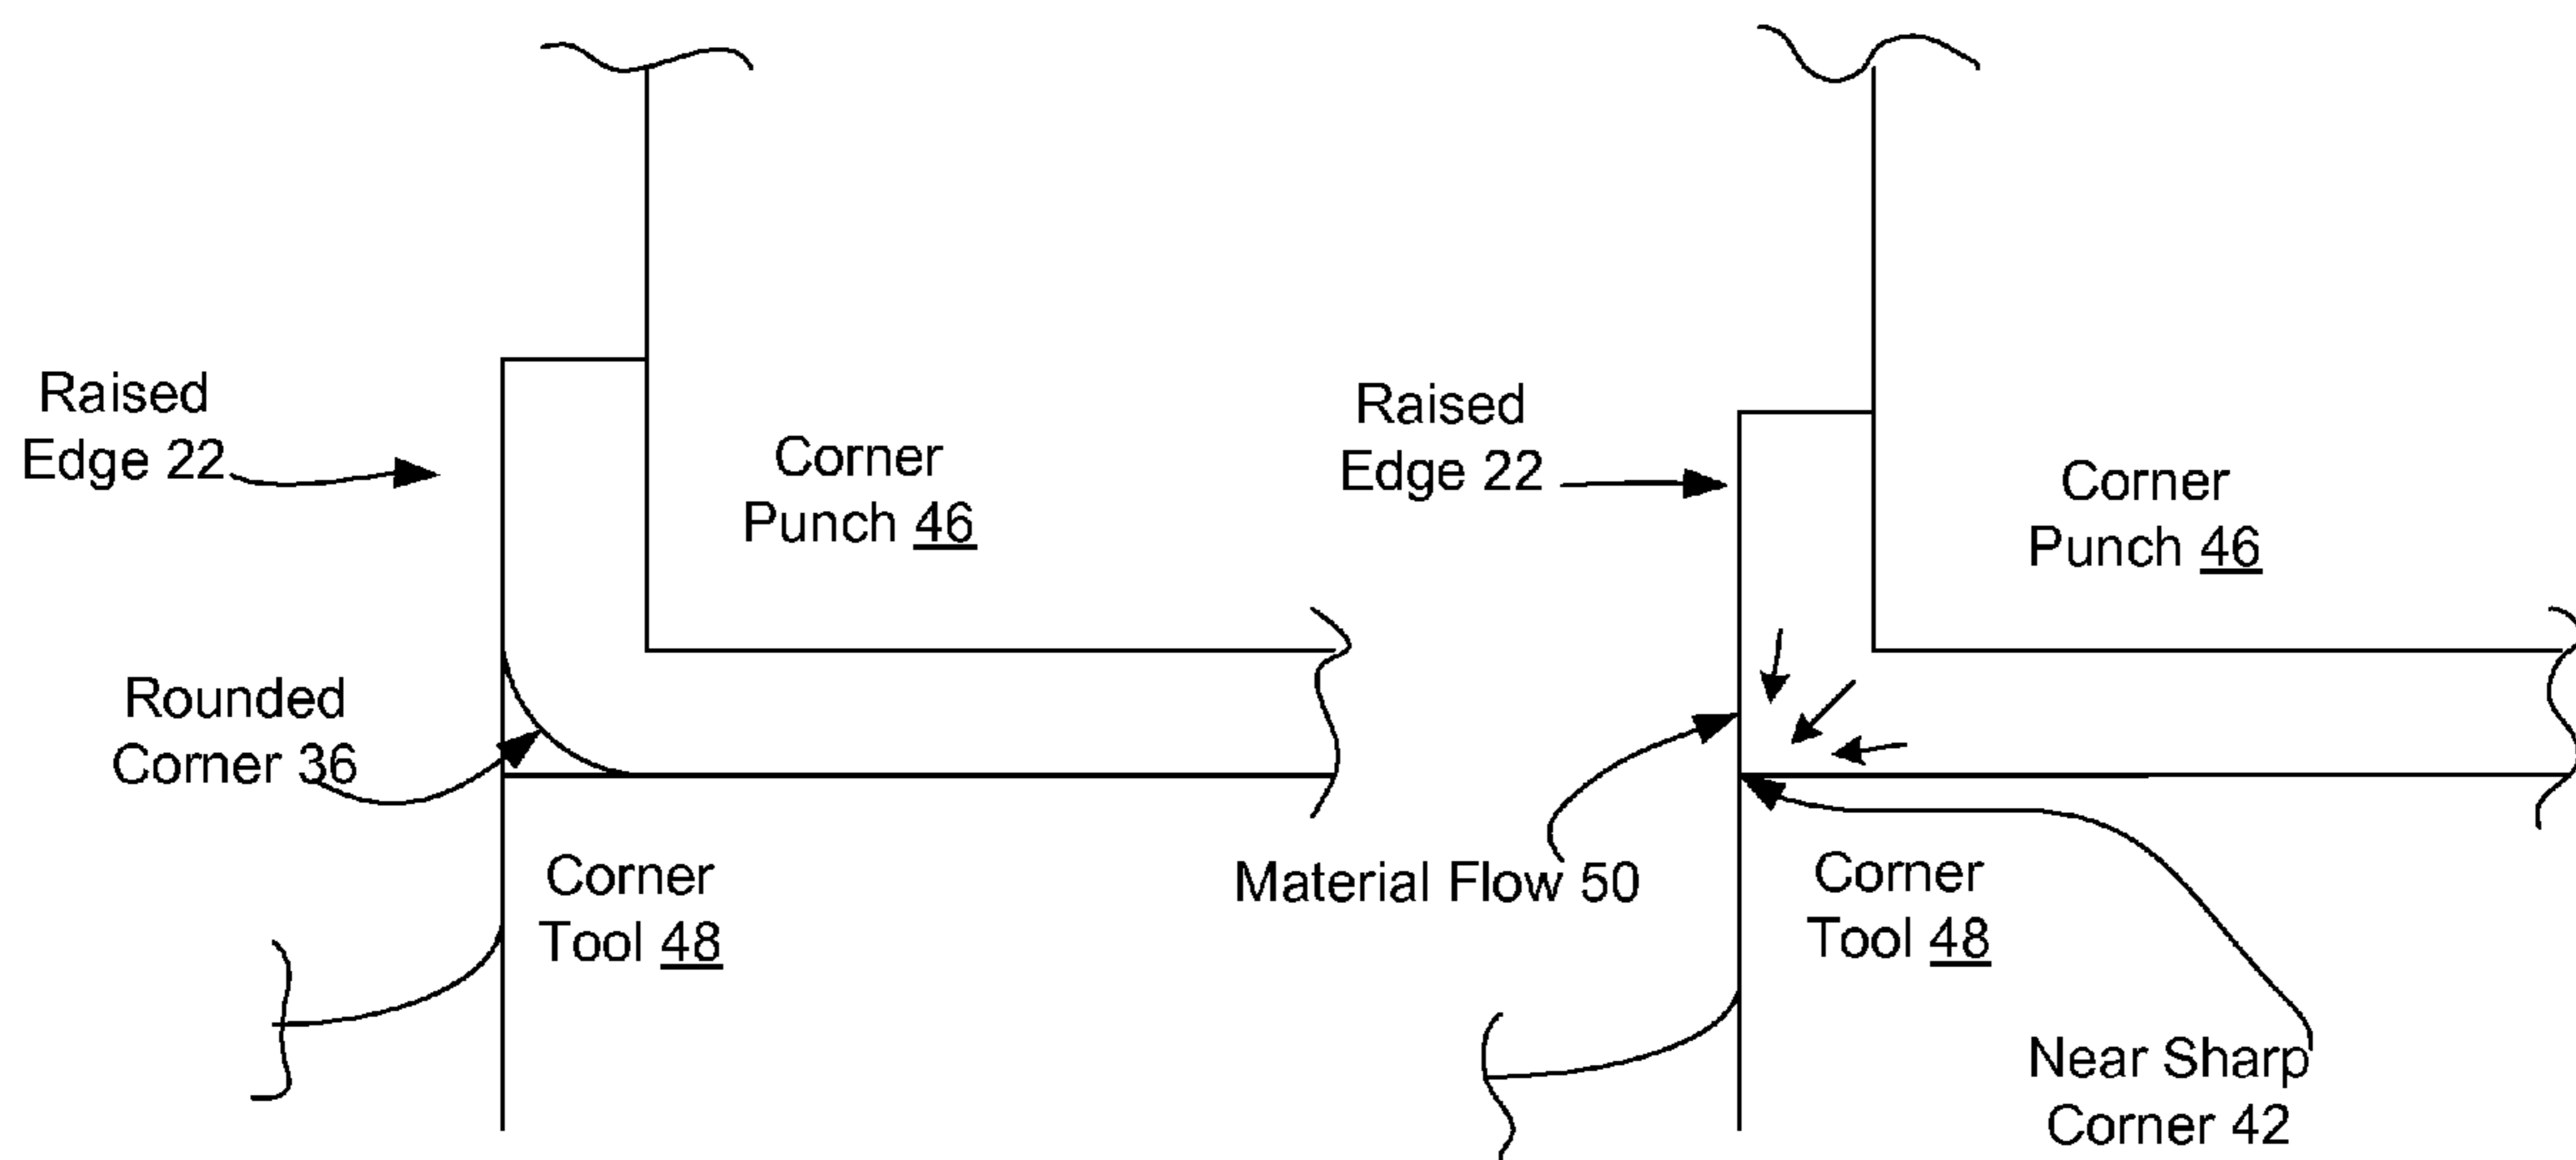 Raised
Edge 22
Corner
Punch 46
Rounded
Corner 36
Corner
Tool 48
Raised
Edge 22
Corner
Punch 46
Material Flow 50
Corner
Tool 48
Near Sharp
Corner 42